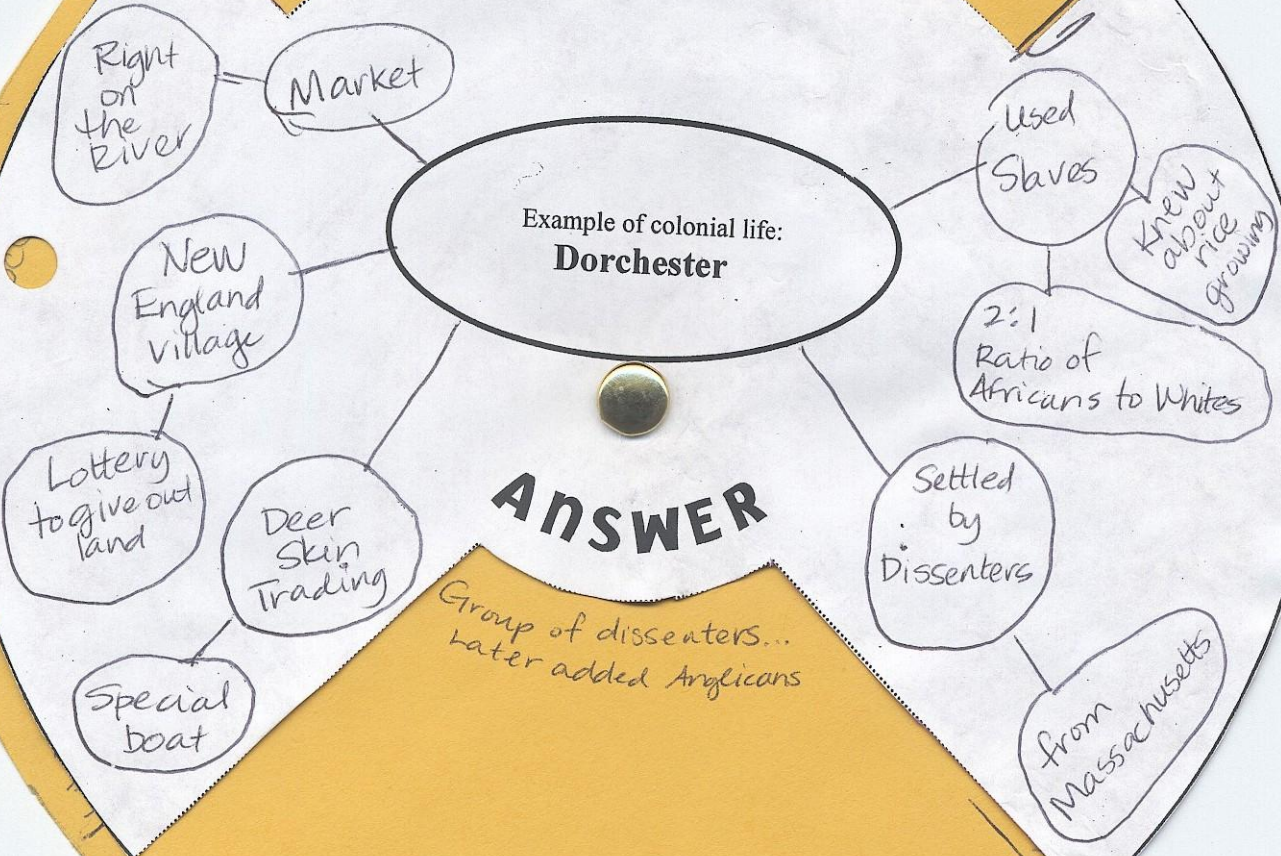 Right
on
the
River
Market
New
England
Village
Lottery
to give out
land
Deer
Skin
Trading
Special
boat
Example of colonial life:
Dorchester
ANSWER
Group of dissenters...
Later added Anglicans
Used
Slaves
Knew
about
rice
growing
2:1
Ratio of
Africans to Whites
Settled
by
Dissenters
from
Massachusetts